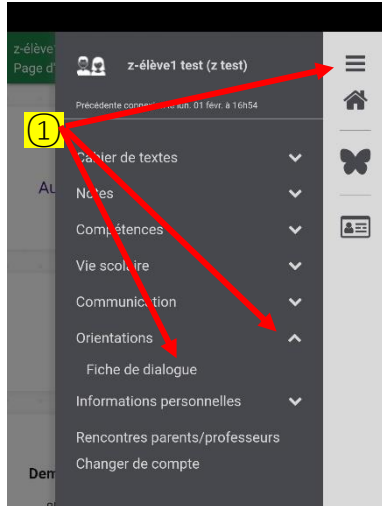 z-élève
Page d'
z-élève1 test (z test)
Précédente connexion le lun. 01 févr. à 16h54
1
Cahier de textes
Au
Notes
Compétences
Vie scolaire
Communication
Orientations
Fiche de dialogue
Informations personnelles
Rencontres parents/professeurs
Changer de compte
Dem